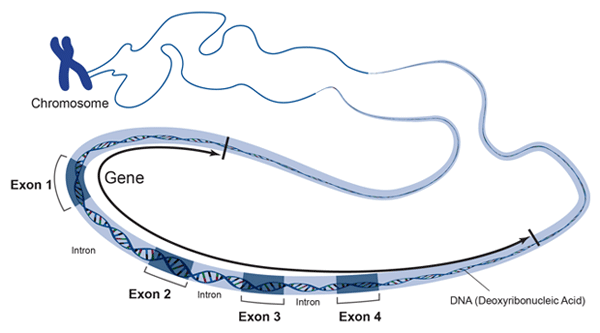 Chromosome
Gene
Exon 1
Intron
Exon 2
Intron
Exon 3
Intron
Exon 4
DNA (Deoxyribonucleic Acid)